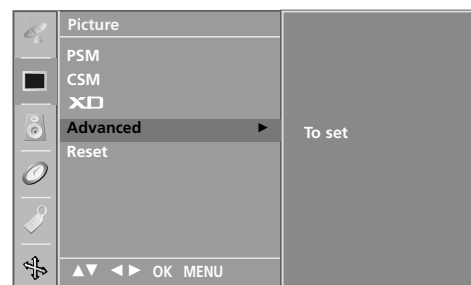 Picture
PSM
CSM
XD
Advanced ►
To set
Reset
▲▼ ◄► OK MENU